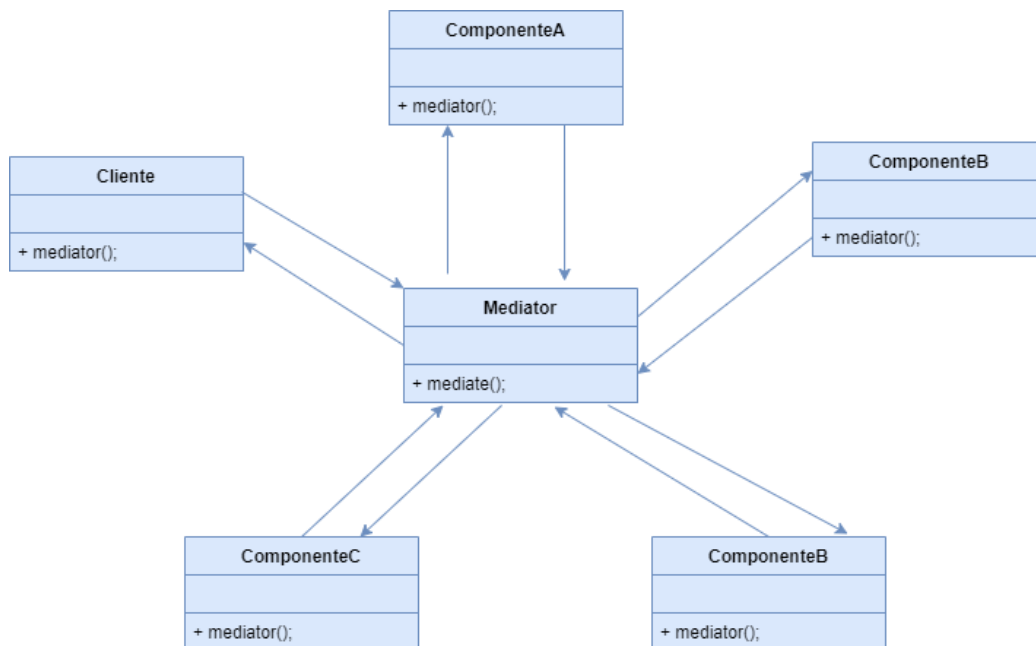 ComponenteA
+ mediator();
Cliente
+ mediator();
ComponenteB
+ mediator();
Mediator
+ mediate();
ComponenteC
+ mediator();
ComponenteB
+ mediator();